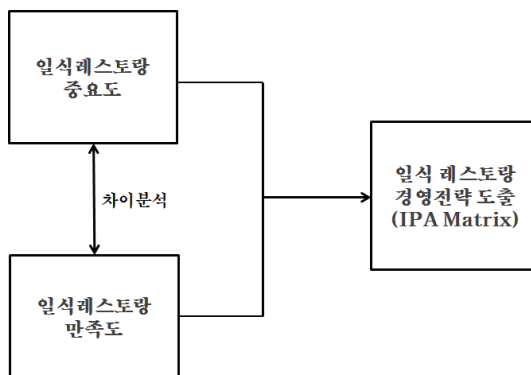 일식레스토랑
중요도
차이분석
일식레스토랑
만족도
일식 레스토랑
경영전략 도출
(IPA Matrix)